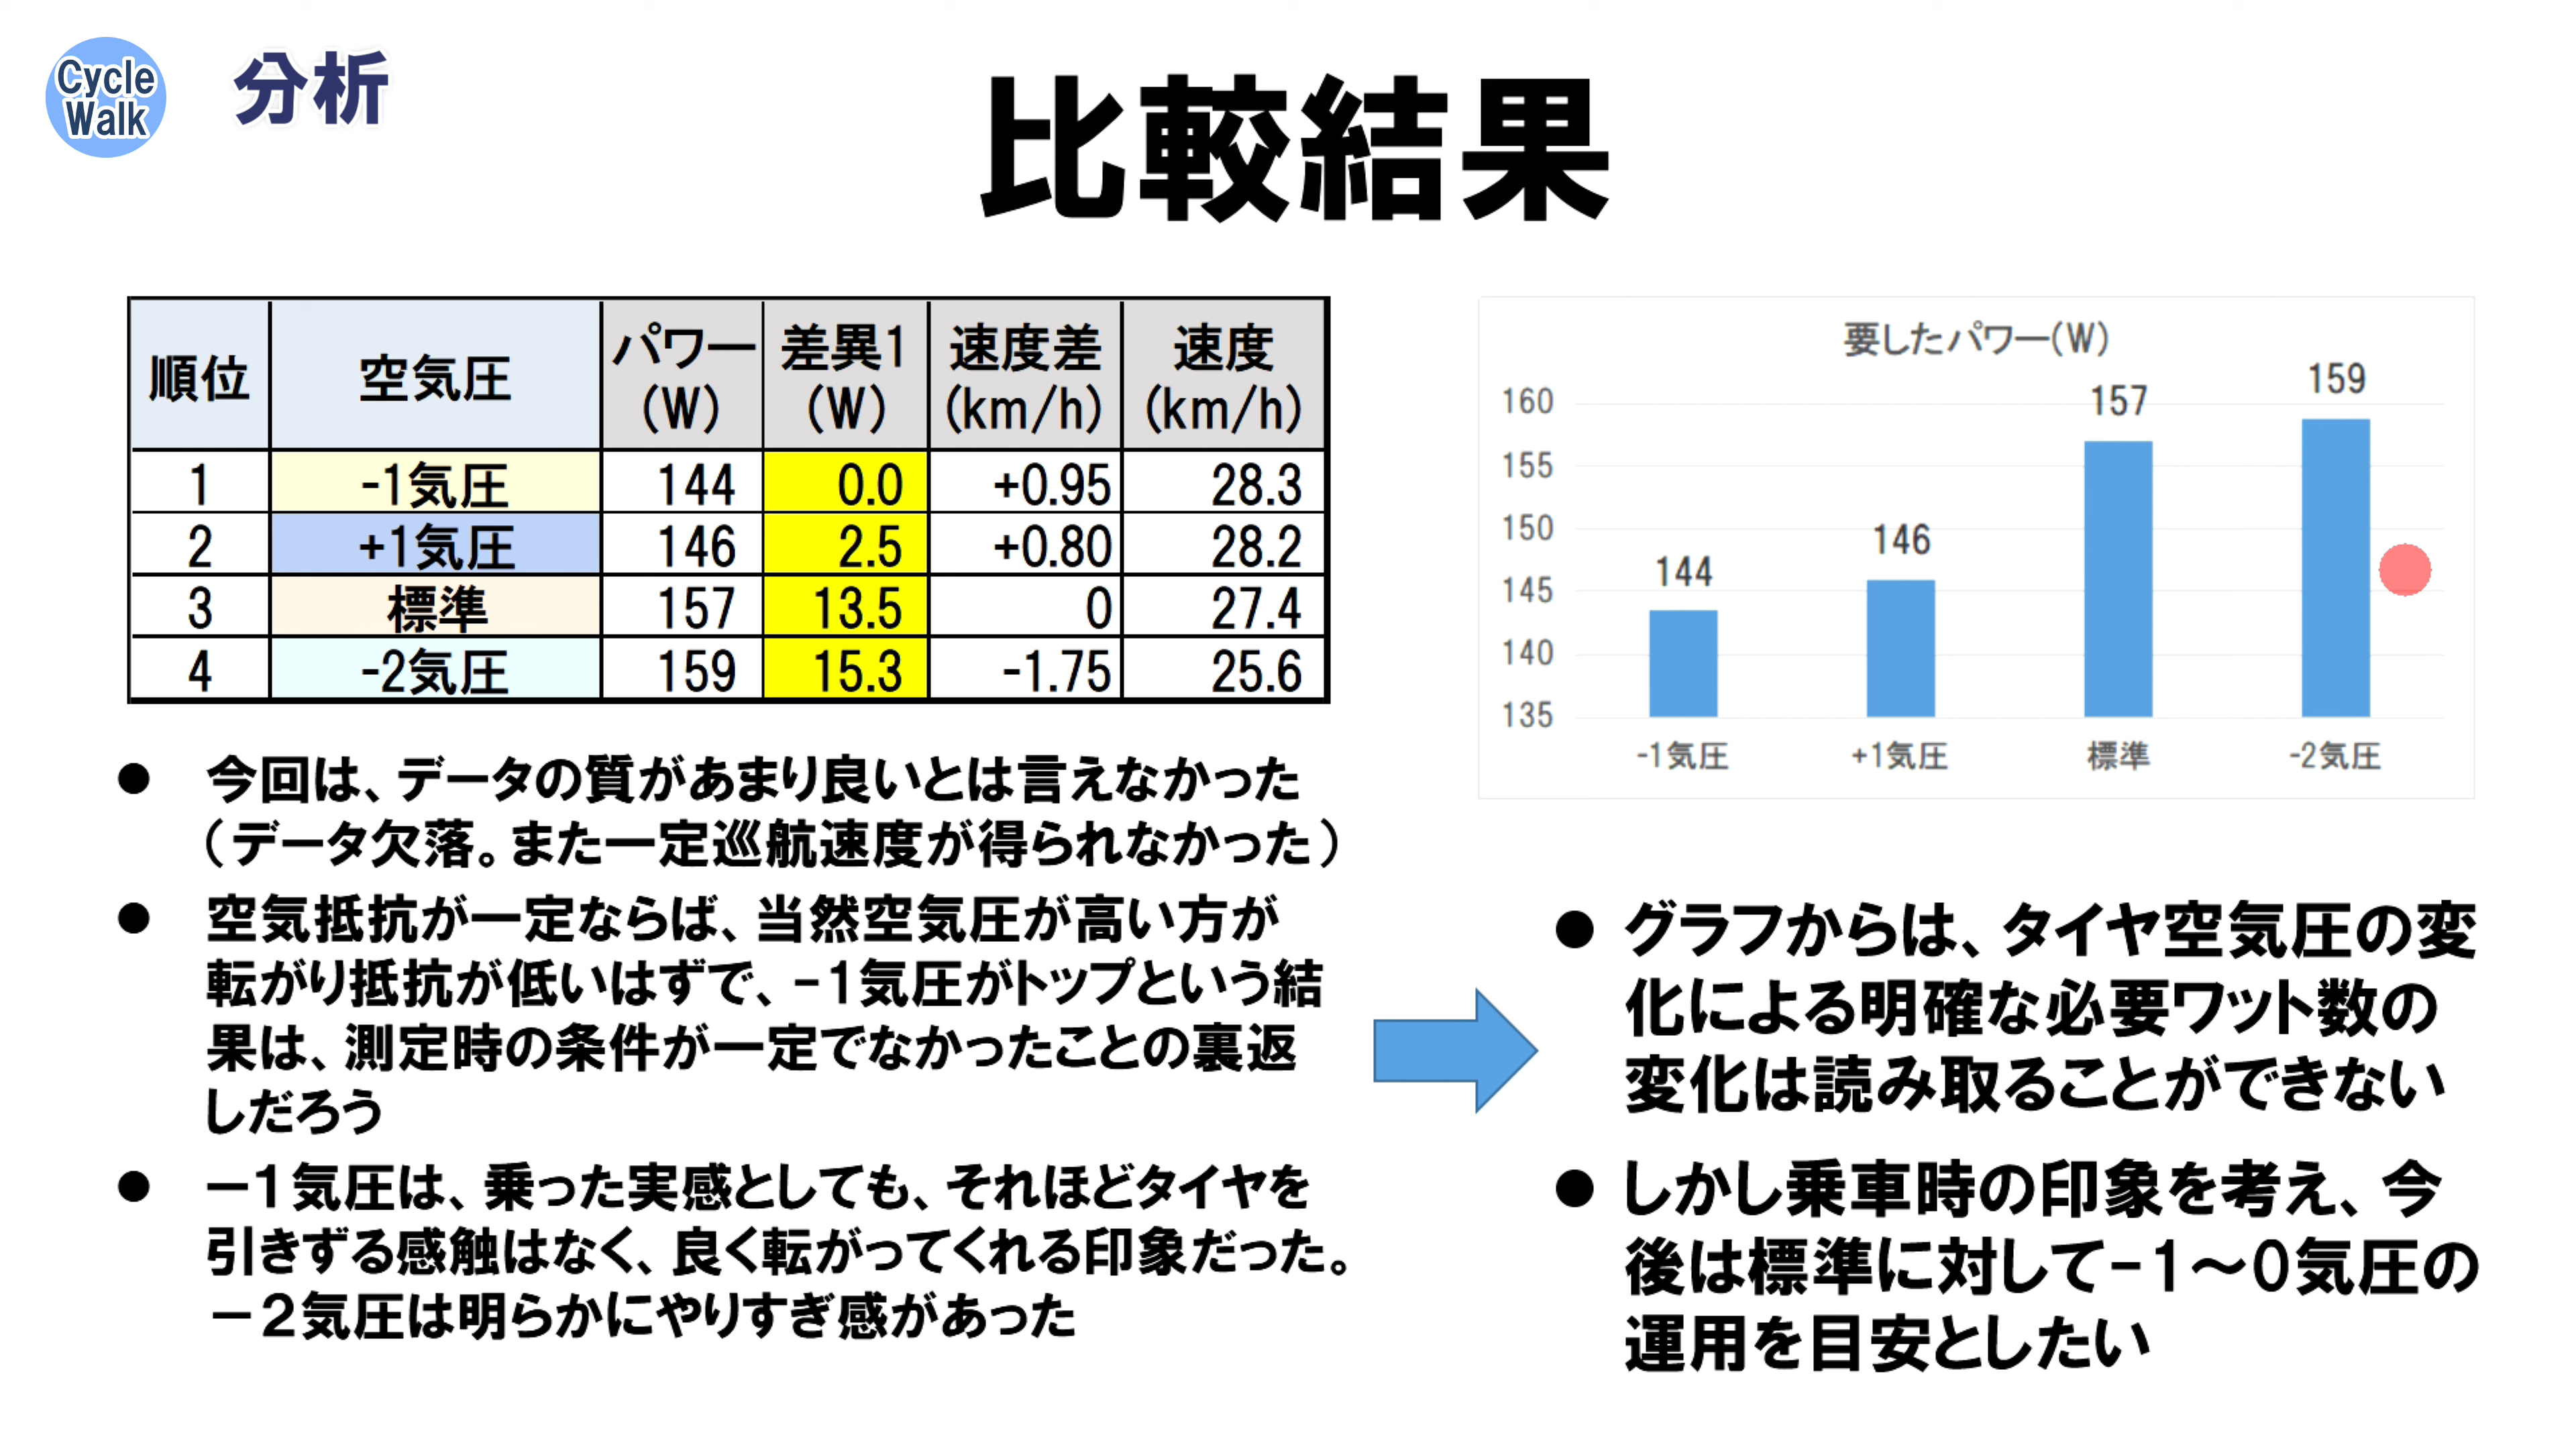 Cycle
Walk
分析
比較結果
順位 空気圧 パワー(W) 差異1(W) 速度差(km/h) 速度(km/h)
1 -1気圧 144 0.0 +0.95 28.3
2 +1気圧 146 2.5 +0.80 28.2
3 標準 157 13.5 0 27.4
4 -2気圧 159 15.3 -1.75 25.6
要したパワー(W)
160
155
150
145
140
135
144
146
157
159
-1気圧 +1気圧 標準 -2気圧
● 今回は、データの質があまり良いとは言えなかった
（データ欠落。また一定巡航速度が得られなかった）
● 空気抵抗が一定ならば、当然空気圧が高い方が
転がり抵抗が低いはずで、-1気圧がトップという結
果は、測定時の条件が一定でなかったことの裏返
しだろう
● －1気圧は、乗った実感としても、それほどタイヤを
引きずる感触はなく、良く転がってくれる印象だった。
－2気圧は明らかにやりすぎ感があった
● グラフからは、タイヤ空気圧の変
化による明確な必要ワット数の
変化は読み取ることができない
● しかし乗車時の印象を考え、今
後は標準に対して-1～0気圧の
運用を目安としたい